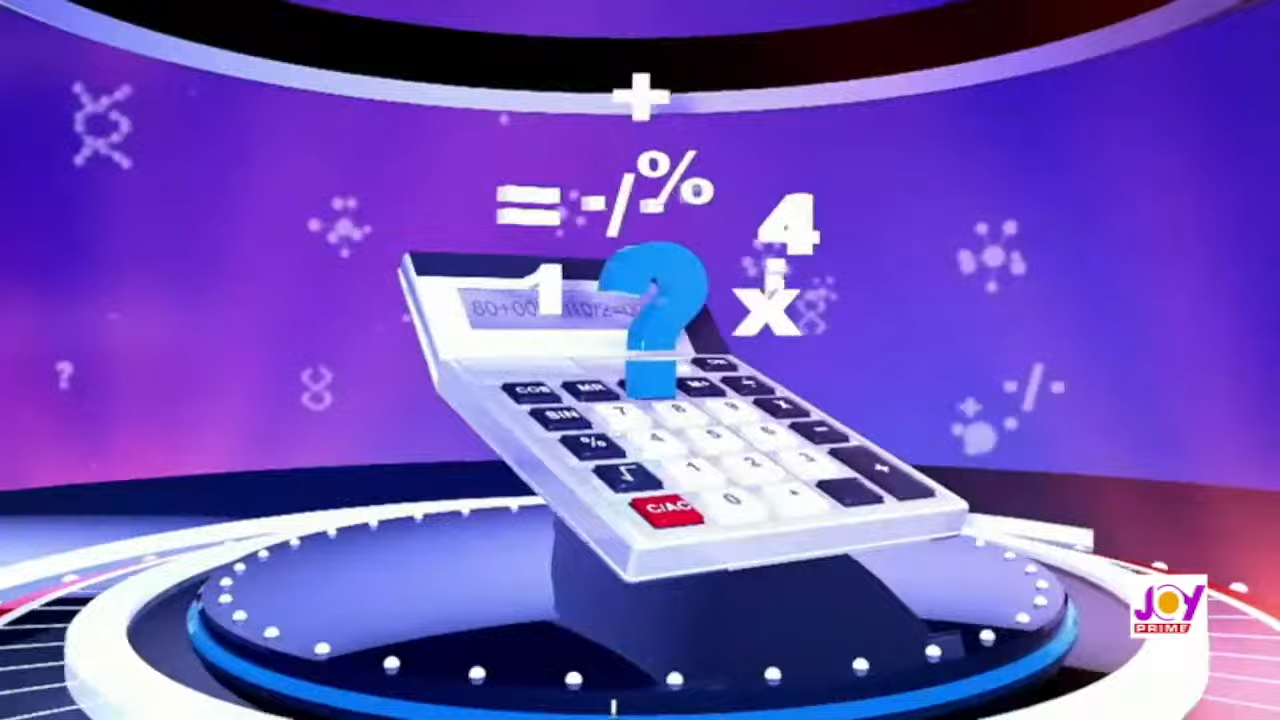 +
= -/- %
4
?
1
x
COS MR M+
SIN 7 8 9 x
% 4 5 6 -
√ 1 2 3 +
C/AC 0 .
JOY
PRIME